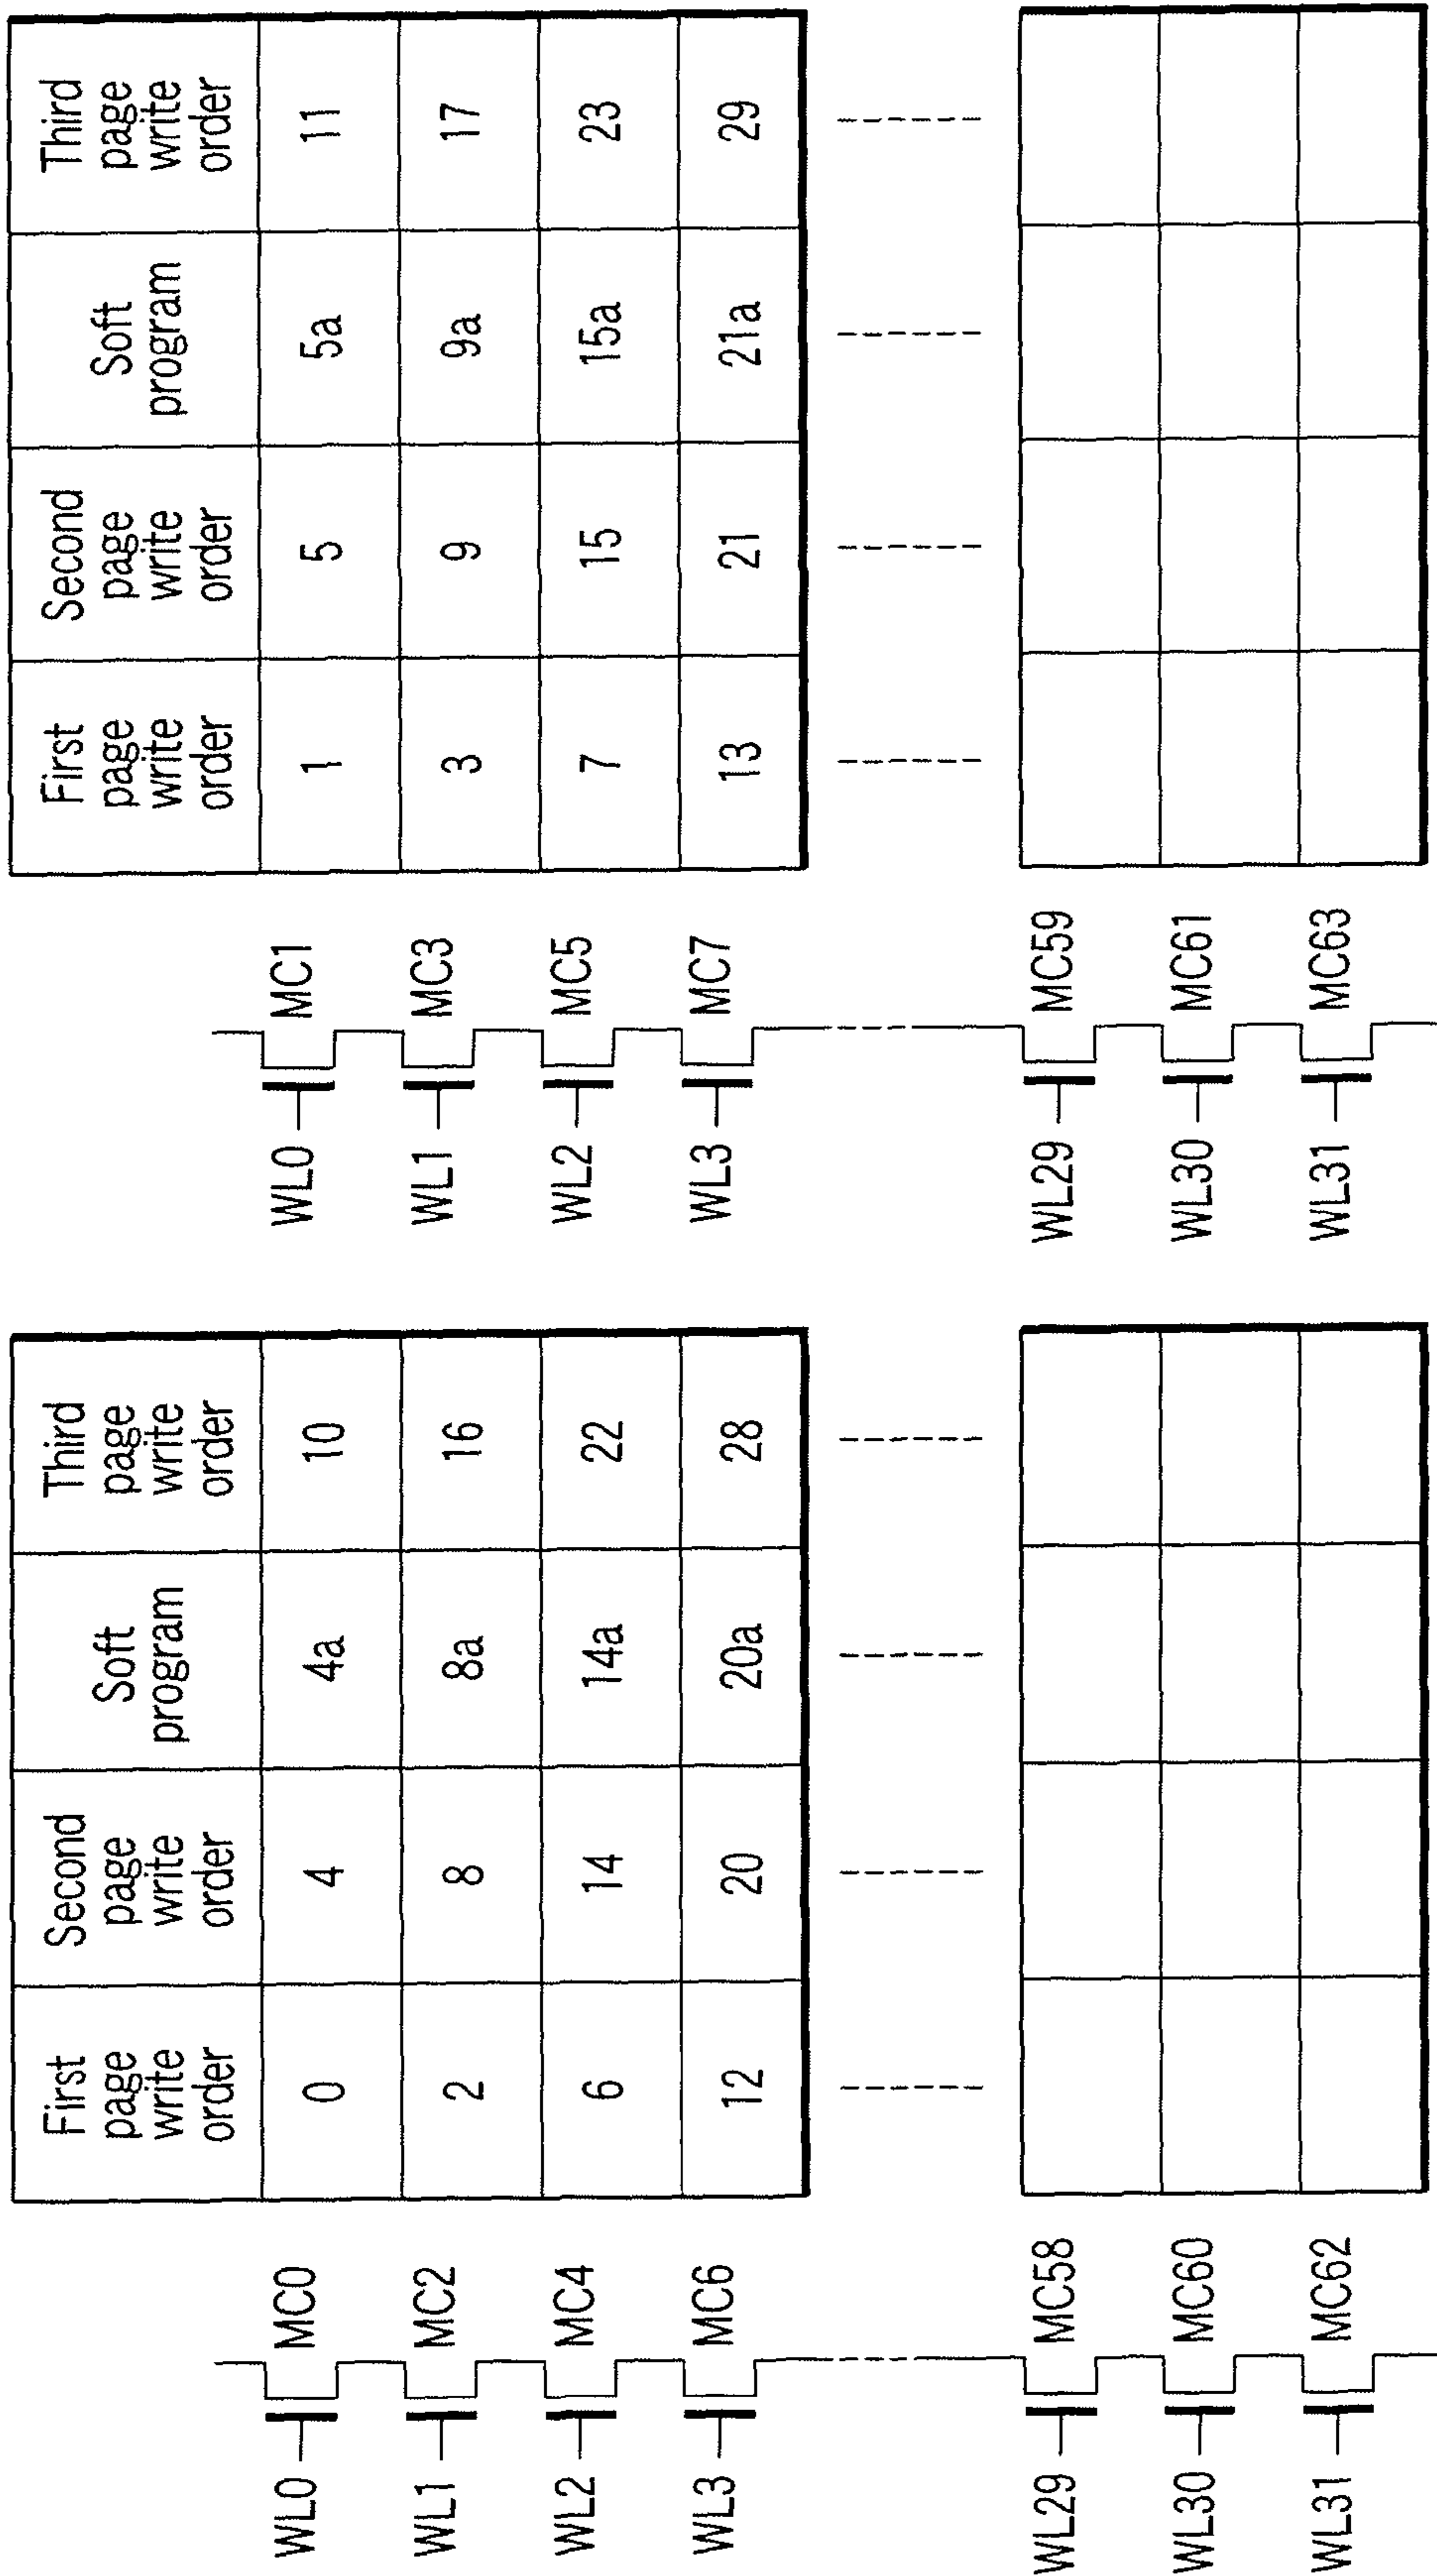 First
page
write
order
Second
page
write
order
Soft
program
Third
page
write
order
WL0 MC0 0 4 4a 10
WL1 MC2 2 8 8a 16
WL2 MC4 6 14 14a 22
WL3 MC6 12 20 20a 28
WL29 MC58
WL30 MC60
WL31 MC62
First
page
write
order
Second
page
write
order
Soft
program
Third
page
write
order
WL0 MC1 1 5 5a 11
WL1 MC3 3 9 9a 17
WL2 MC5 7 15 15a 23
WL3 MC7 13 21 21a 29
WL29 MC59
WL30 MC61
WL31 MC63